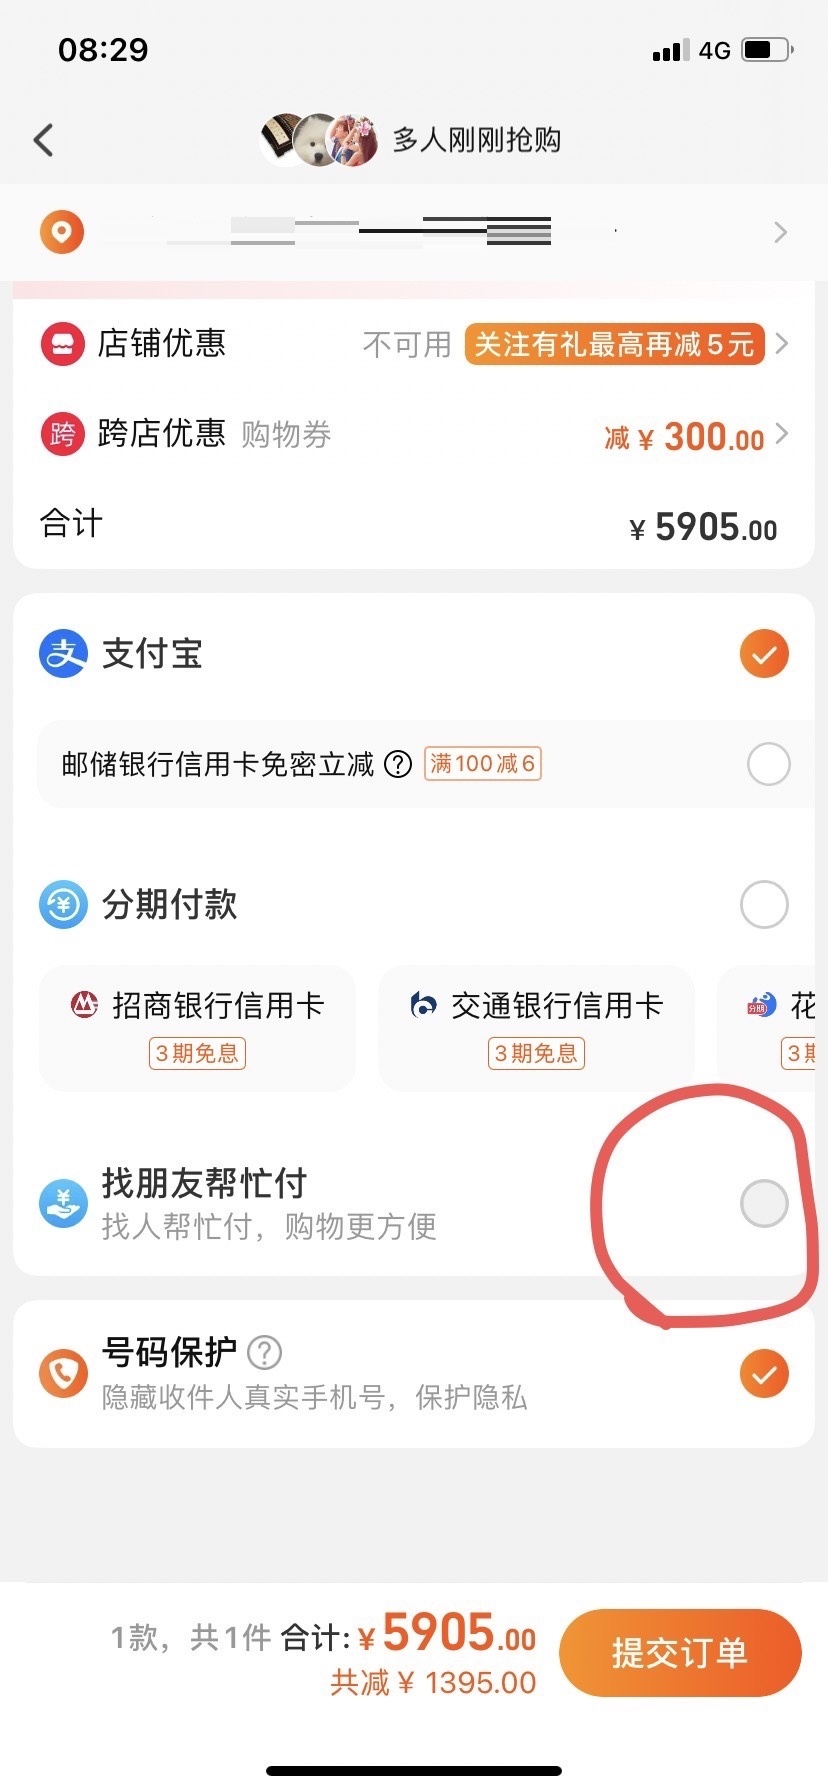 08:29
4G
多人刚刚抢购
店铺优惠 不可用 关注有礼最高再减5元
跨 跨店优惠 购物券 减¥300.00
合计 ¥5905.00
支 支付宝
邮储银行信用卡免密立减 ? 满100减6
¥ 分期付款
招商银行信用卡 交通银行信用卡 分期 花
3期免息 3期免息 3期
¥ 找朋友帮忙付
找人帮忙付，购物更方便
号码保护 ?
隐藏收件人真实手机号，保护隐私
1款，共1件 合计:¥5905.00 提交订单
共减¥1395.00